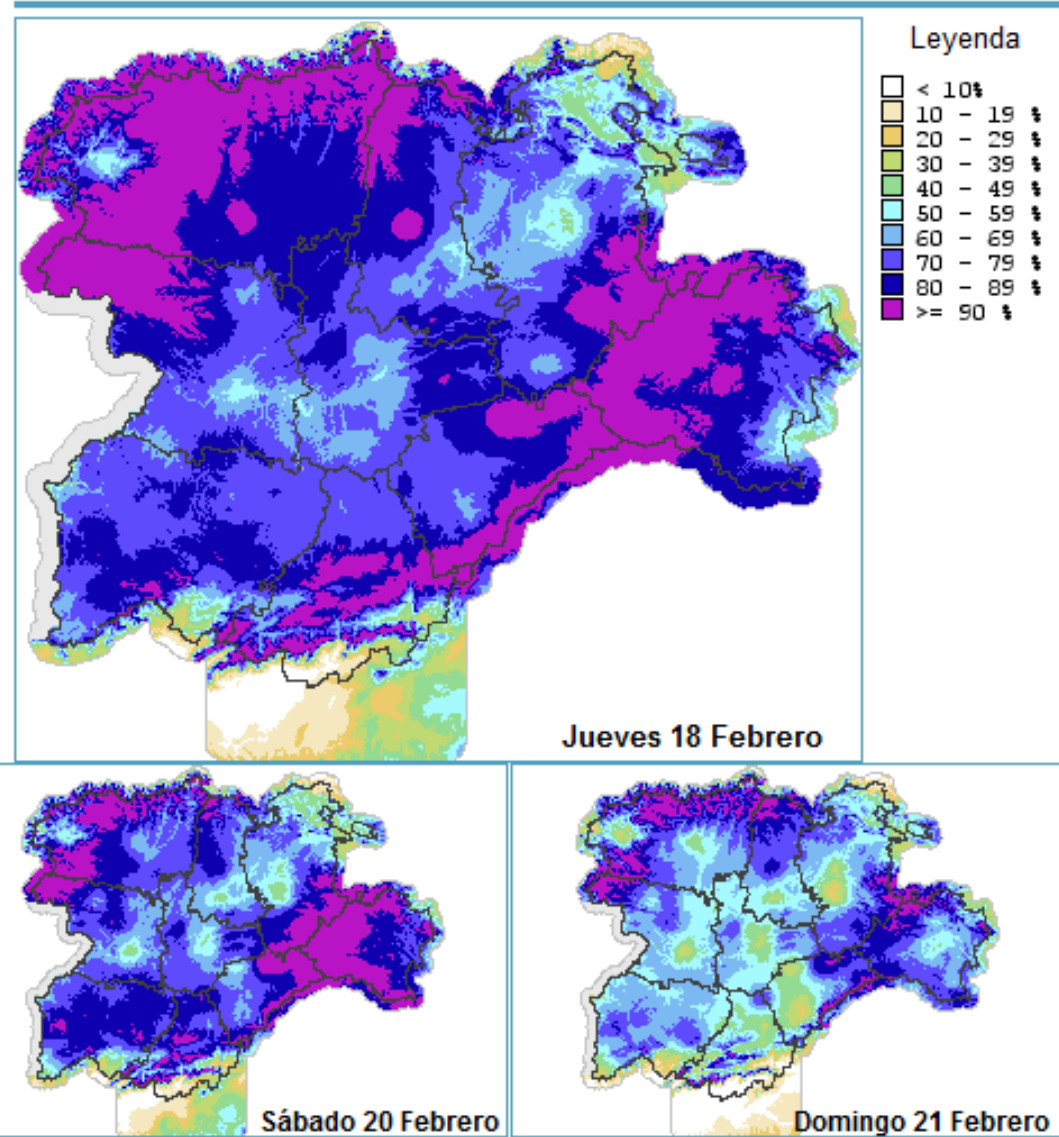 Leyenda
< 10%
10 - 19 %
20 - 29 %
30 - 39 %
40 - 49 %
50 - 59 %
60 - 69 %
70 - 79 %
80 - 89 %
>= 90 %
Jueves 18 Febrero
Sábado 20 Febrero
Domingo 21 Febrero